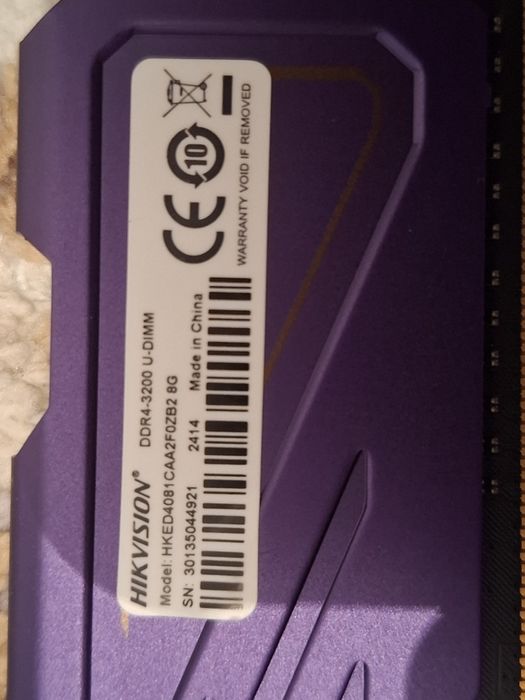 HIKVISION® DDR4-3200 U-DIMM
Model: HKED4081CAA2F0ZB2 8G
SN: 30135044921 2414 Made in China
CE 10
WARRANTY VOID IF REMOVED